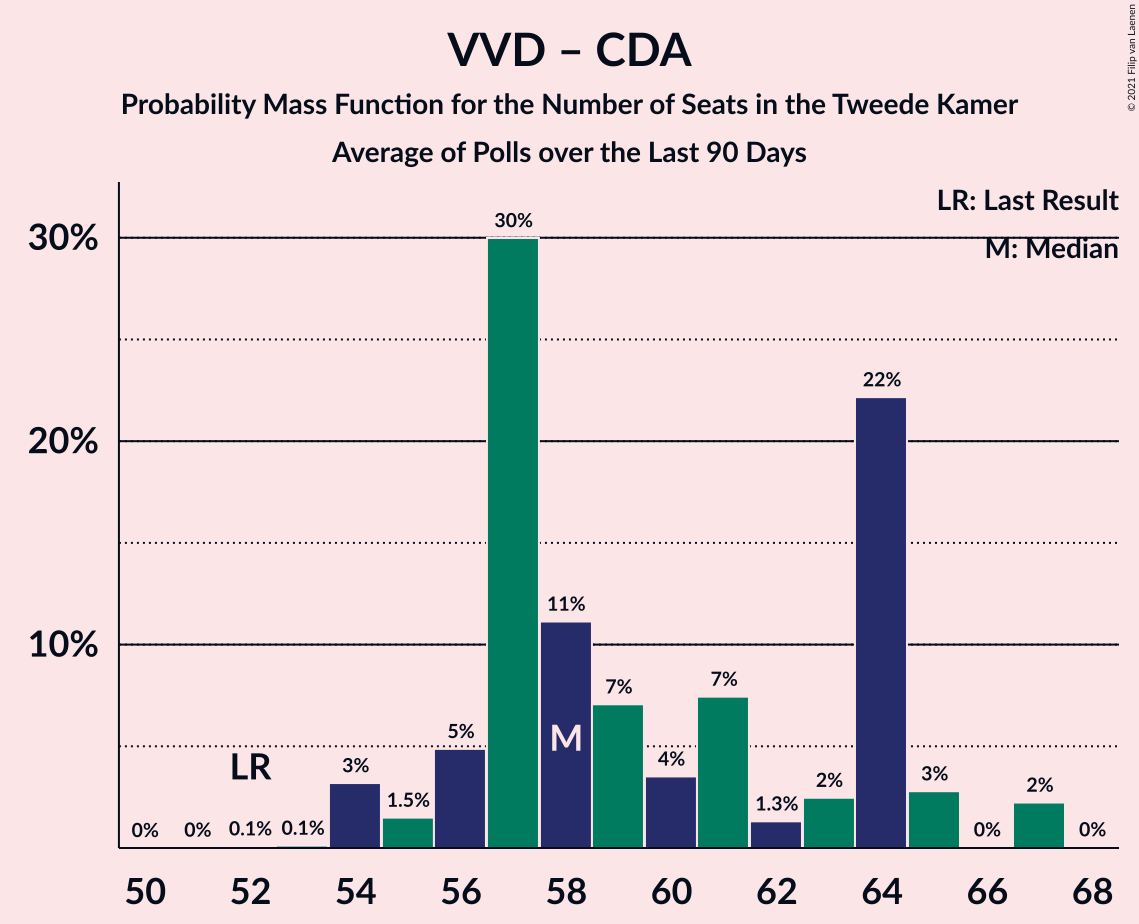 VVD – CDA
Probability Mass Function for the Number of Seats in the Tweede Kamer
Average of Polls over the Last 90 Days
© 2021 Filip van Laenen
LR: Last Result
M: Median
30%
20%
10%
0%
0%
0.1%
0.1%
3%
1.5%
5%
30%
11%
7%
4%
7%
1.3%
2%
22%
3%
0%
2%
0%
LR
M
50 52 54 56 58 60 62 64 66 68